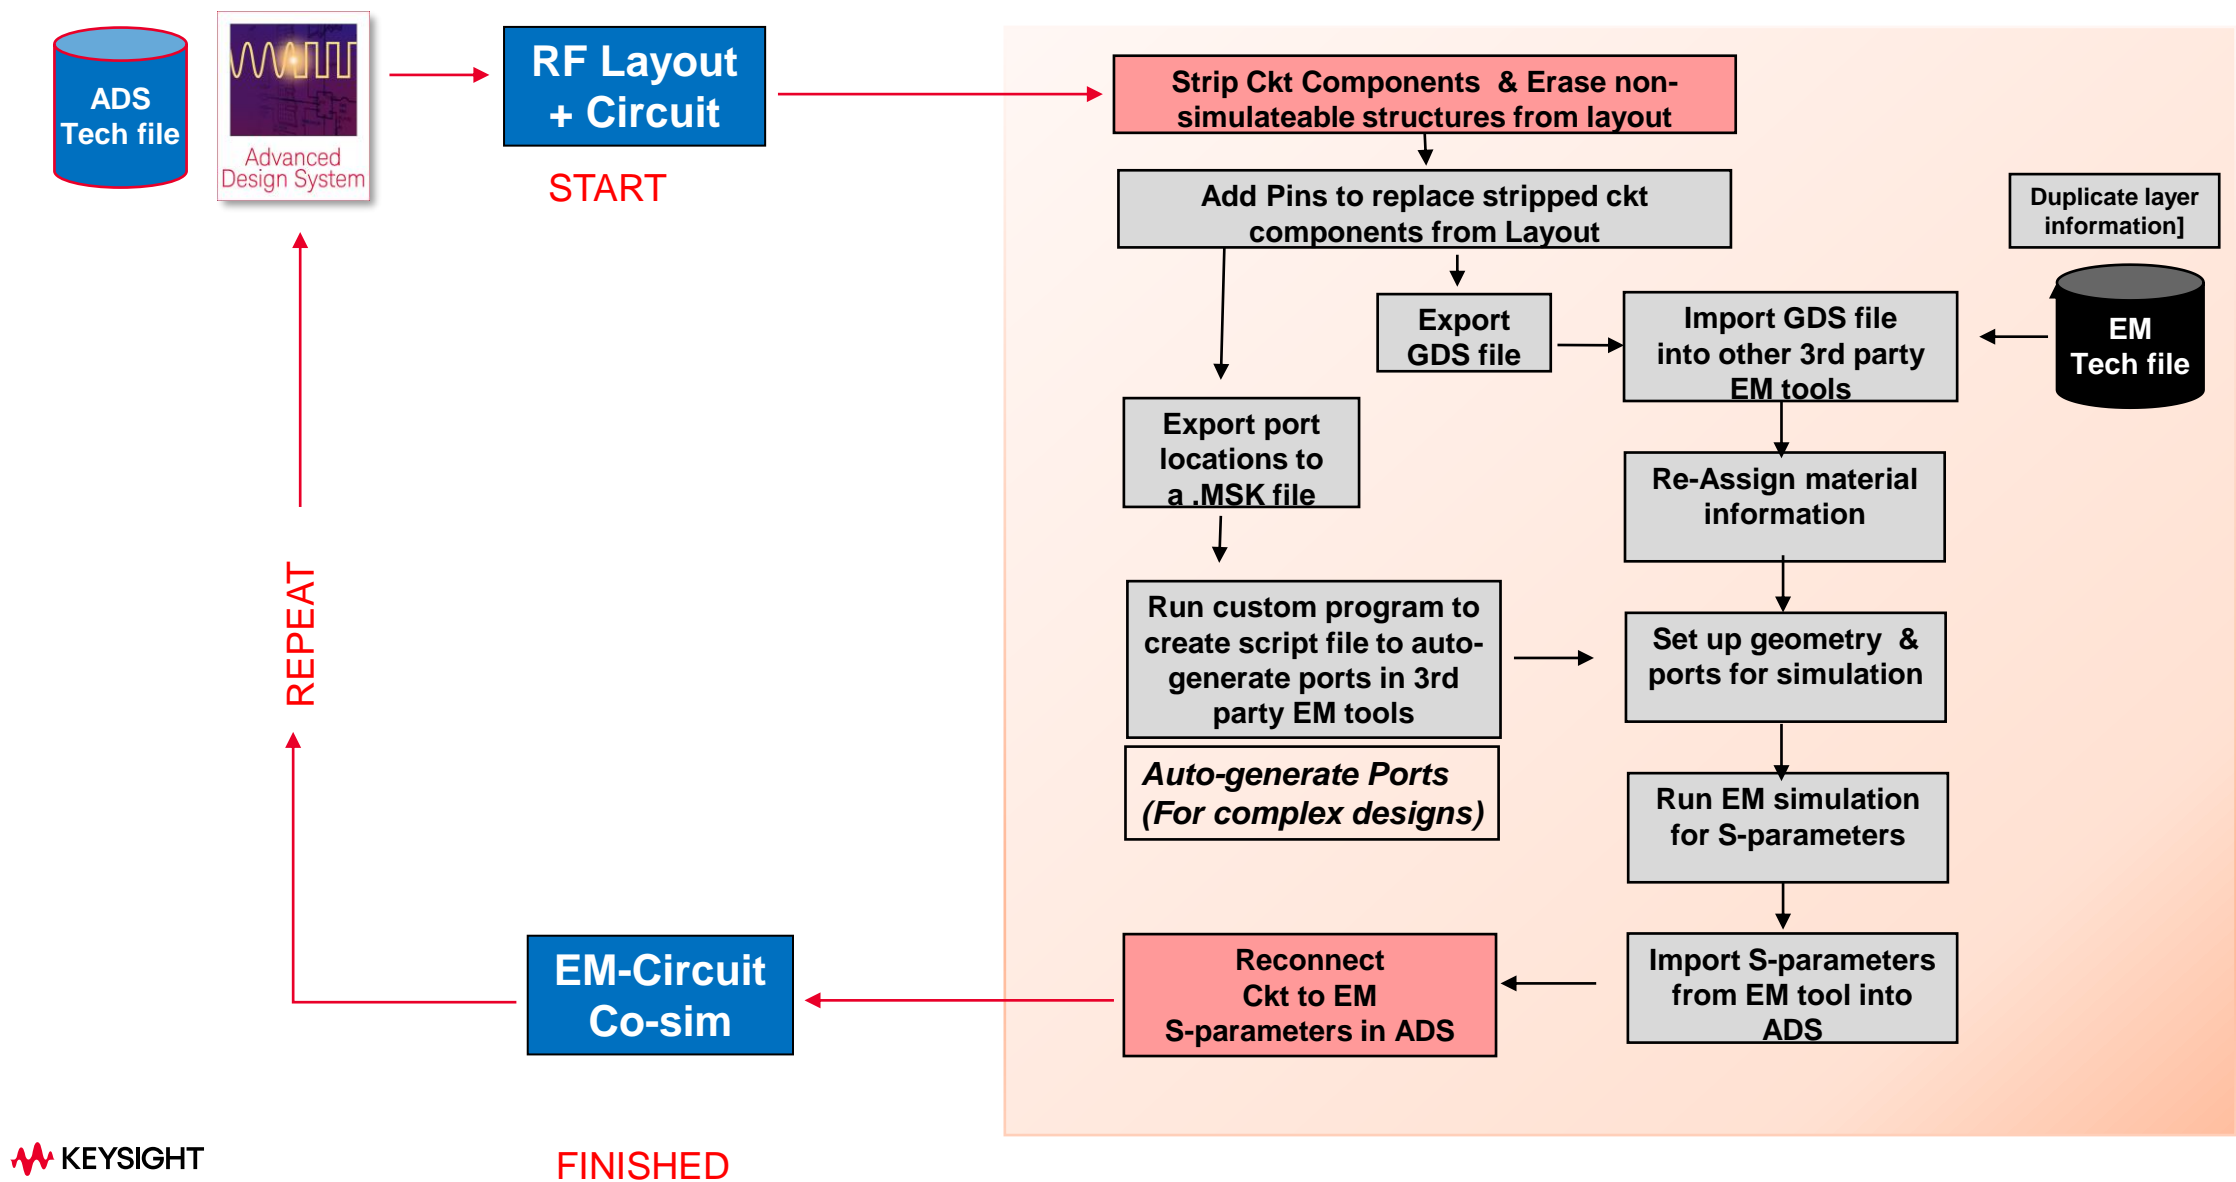 ADS
Tech file
Advanced
Design System
RF Layout
+ Circuit
START
Strip Ckt Components  & Erase non-
simulateable structures from layout
Add Pins to replace stripped ckt
components from Layout
Duplicate layer
information]
Export
GDS file
Import GDS file
into other 3rd party
EM tools
EM
Tech file
Export port
locations to
a .MSK file
Re-Assign material
information
Run custom program to
create script file to auto-
generate ports in 3rd
party EM tools
Set up geometry  &
ports for simulation
Auto-generate Ports
(For complex designs)
Run EM simulation
for S-parameters
REPEAT
EM-Circuit
Co-sim
Reconnect
Ckt to EM
S-parameters in ADS
Import S-parameters
from EM tool into
ADS
KEYSIGHT
FINISHED